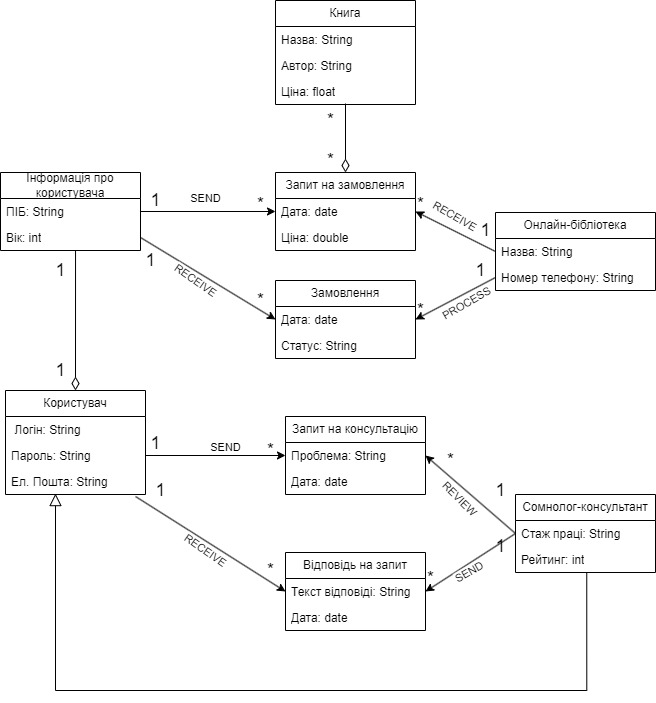 Книга
Назва: String
Автор: String
Ціна: float
*
*
Інформація про
користувача
ПІБ: String
Вік: int
1
SEND
*
Запит на замовлення
Дата: date
Ціна: double
*
RECEIVE
1
Онлайн-бібліотека
Назва: String
Номер телефону: String
1
RECEIVE
*
Замовлення
Дата: date
Статус: String
*
PROCESS
1
1
1
Користувач
Логін: String
Пароль: String
Ел. Пошта: String
1
SEND
*
Запит на консультацію
Проблема: String
Дата: date
*
REVIEW
1
Сомнолог-консультант
Стаж праці: String
Рейтинг: int
1
RECEIVE
*
Відповідь на запит
Текст відповіді: String
Дата: date
*
SEND
1